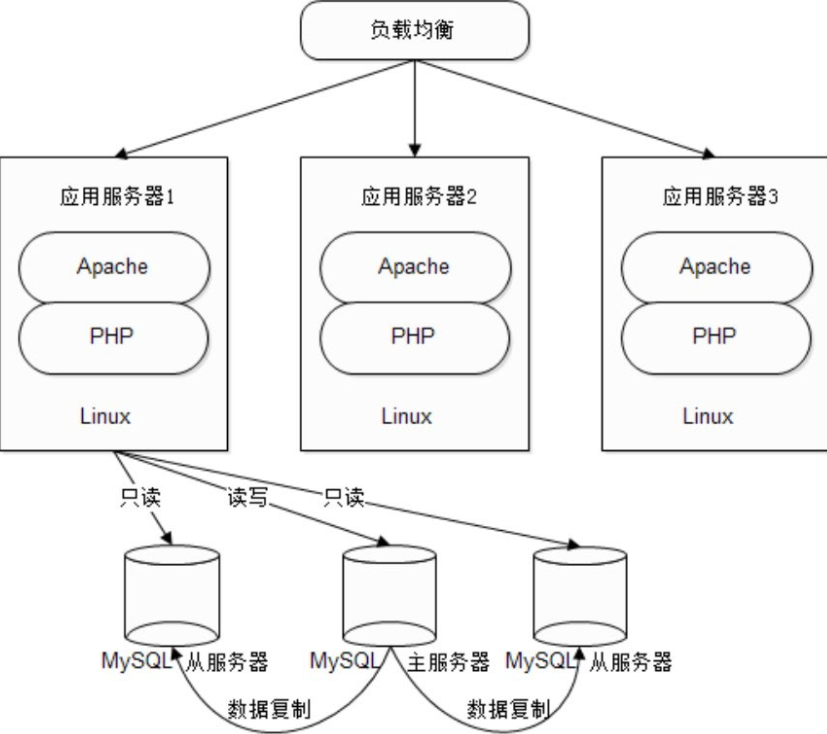 负载均衡
应用服务器1
应用服务器2
应用服务器3
Apache
Apache
Apache
PHP
PHP
PHP
Linux
Linux
Linux
只读
读写
只读
MySQL 从服务器
MySQL 主服务器
MySQL 从服务器
数据复制
数据复制